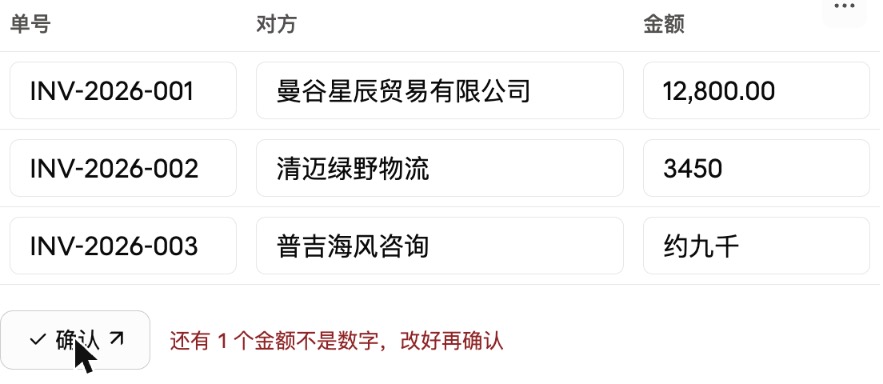 单号 对方 金额
INV-2026-001 曼谷星辰贸易有限公司 12,800.00
INV-2026-002 清迈绿野物流 3450
INV-2026-003 普吉海风咨询 约九千
确认 还有 1 个金额不是数字，改好再确认